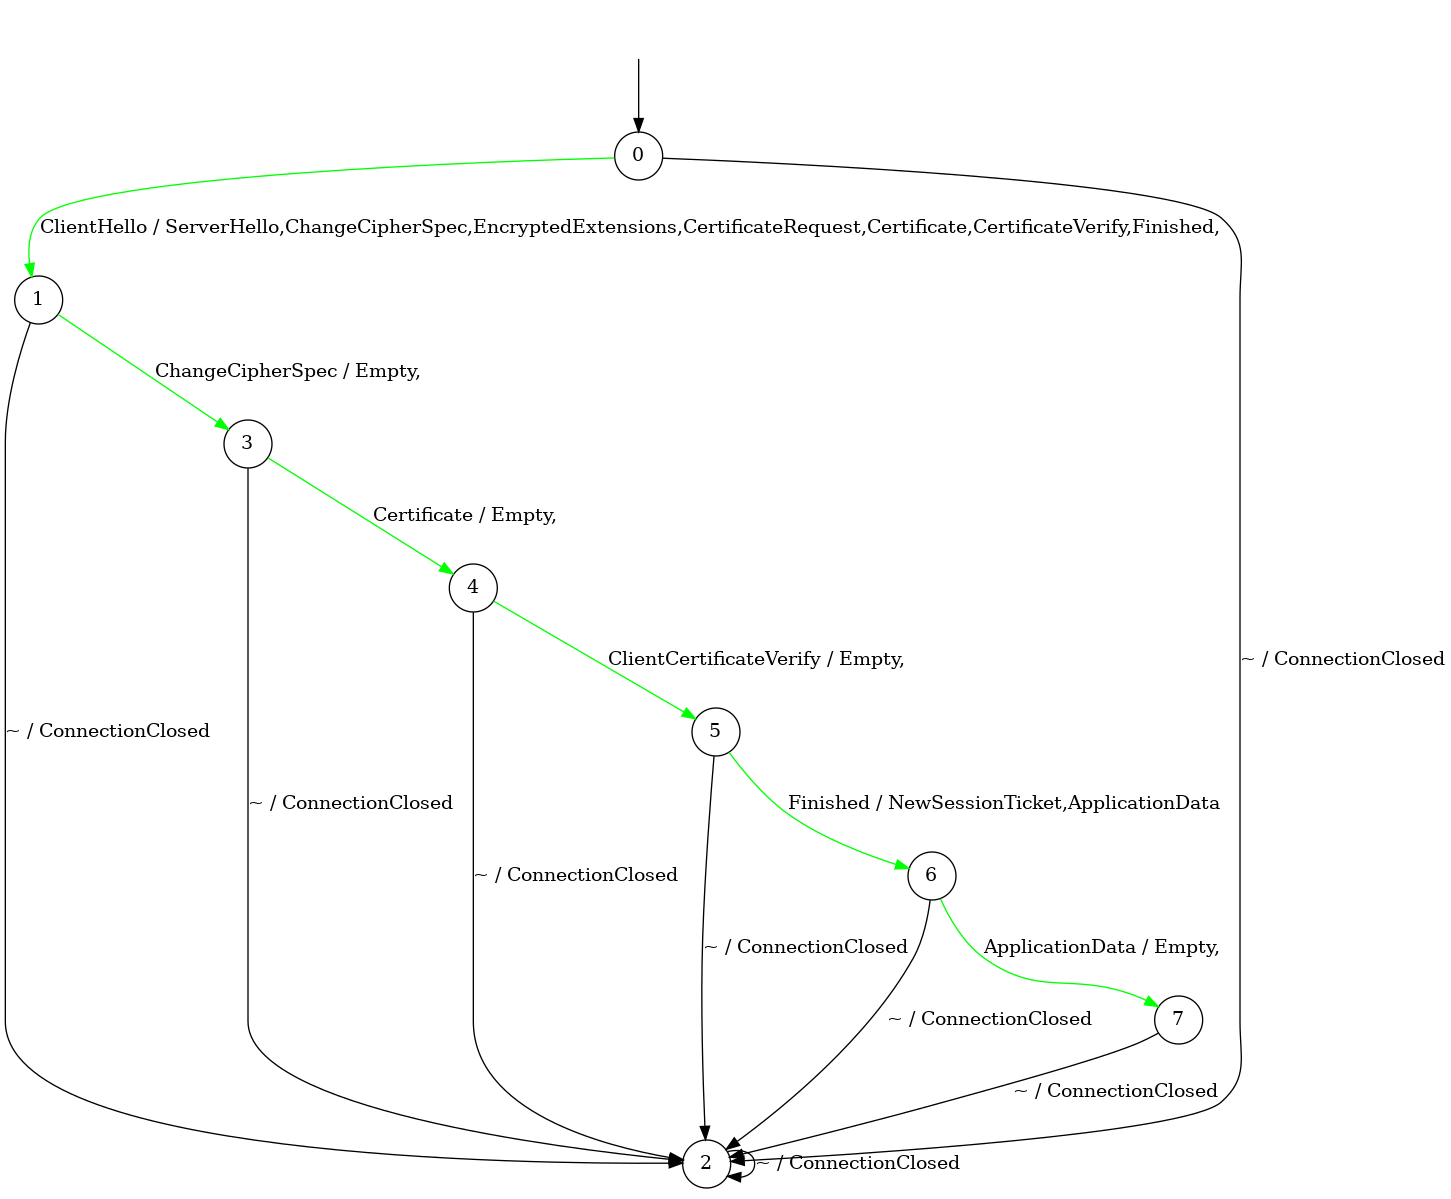 0
ClientHello / ServerHello,ChangeCipherSpec,EncryptedExtensions,CertificateRequest,Certificate,CertificateVerify,Finished,
1
ChangeCipherSpec / Empty,
3
Certificate / Empty,
4
ClientCertificateVerify / Empty,
~ / ConnectionClosed
5
~ / ConnectionClosed
~ / ConnectionClosed
Finished / NewSessionTicket,ApplicationData
~ / ConnectionClosed
6
~ / ConnectionClosed
ApplicationData / Empty,
~ / ConnectionClosed
7
~ / ConnectionClosed
2
~ / ConnectionClosed